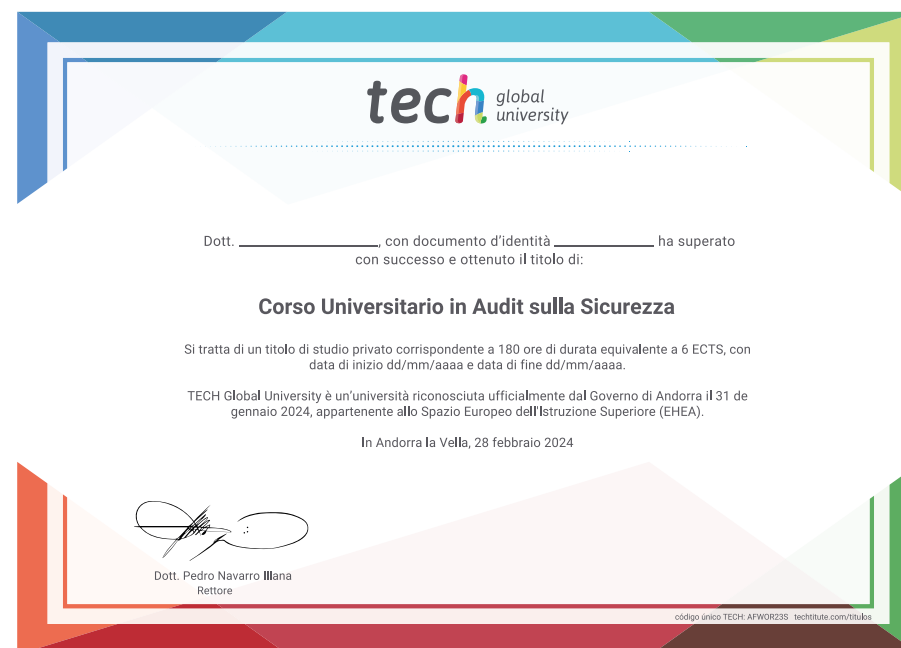 tech global university
Dott. ____________, con documento d'identità ____________ ha superato
con successo e ottenuto il titolo di:
Corso Universitario in Audit sulla Sicurezza
Si tratta di un titolo di studio privato corrispondente a 180 ore di durata equivalente a 6 ECTS, con
data di inizio dd/mm/aaaa e data di fine dd/mm/aaaa.
TECH Global University è un'università riconosciuta ufficialmente dal Governo di Andorra il 31 de
gennaio 2024, appartenente allo Spazio Europeo dell'Istruzione Superiore (EHEA).
In Andorra la Vella, 28 febbraio 2024
Dott. Pedro Navarro Illana
Rettore
código único TECH: AFWOR23S techtitute.com/titulos